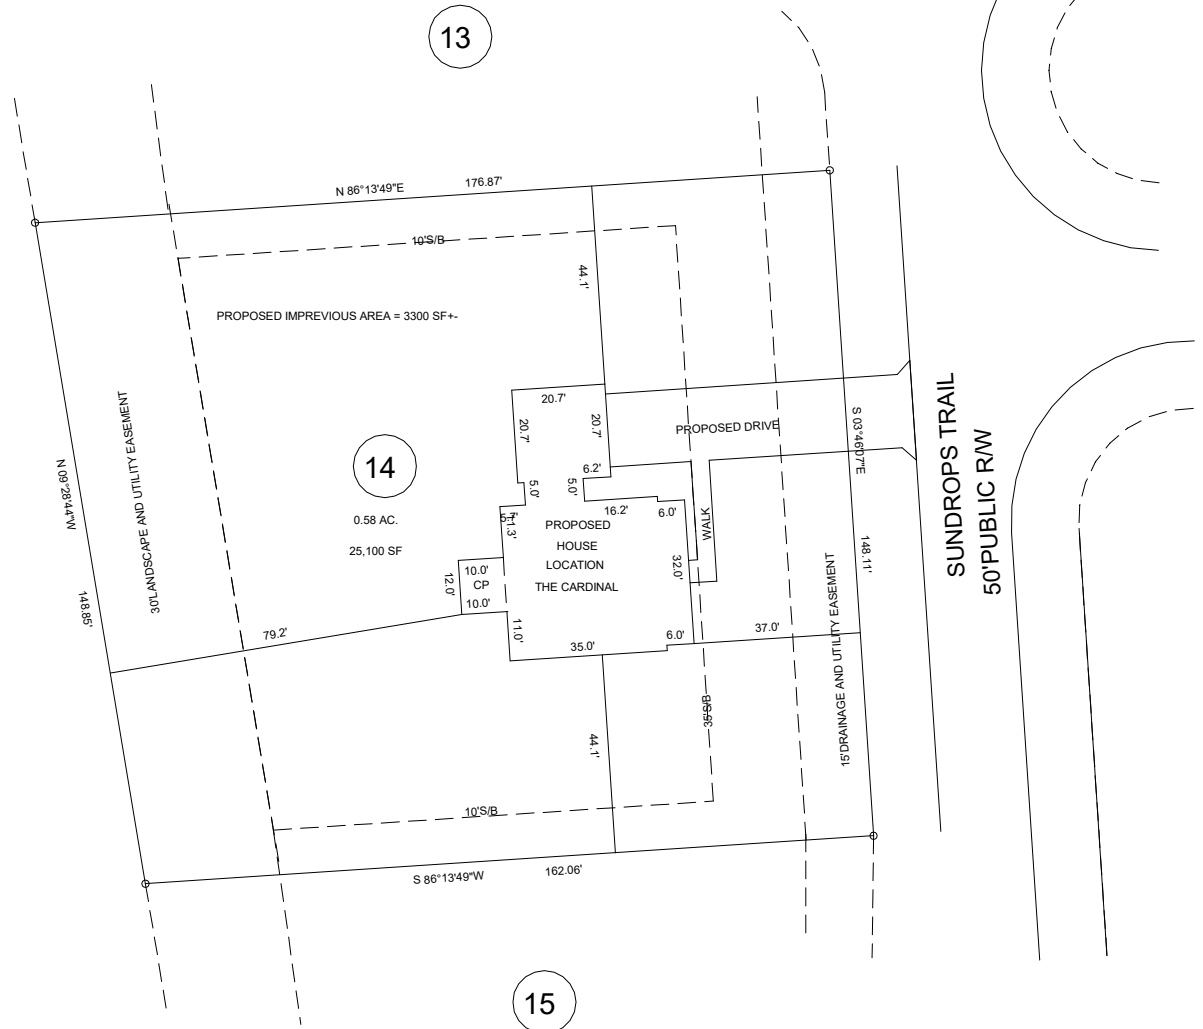 13
N 86°13'49"E
176.87'
10'S/B
44.1'
PROPOSED IMPREVIOUS AREA = 3300 SF+-
30'LANDSCAPE AND UTILITY EASEMENT
N 09°28'44"W
148.85'
14
0.58 AC.
25,100 SF
20.7'
20.7'
20.7'
6.2'
5.0'
5.0'
16.2'
6.0'
5.7'
11.3'
PROPOSED
HOUSE
LOCATION
THE CARDINAL
10.0'
CP
10.0'
12.0'
11.0'
32.0'
35.0'
6.0'
37.0'
79.2'
PROPOSED DRIVE
WALK
S 03°46'07"E
148.11'
15'DRAINAGE AND UTILITY EASEMENT
35'S/B
44.1'
10'S/B
S 86°13'49"W
162.06'
SUNDROPS TRAIL
50'PUBLIC R/W
15